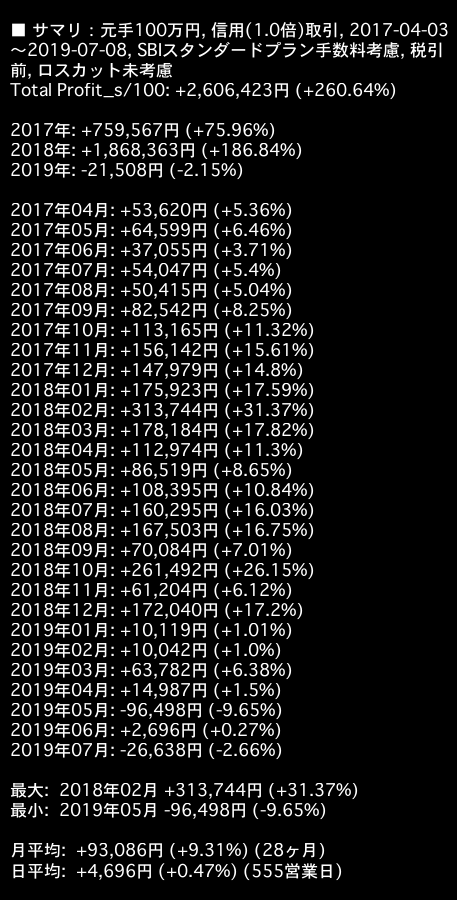 ■ サマリ : 元手100万円, 信用(1.0倍)取引, 2017-04-03
〜2019-07-08, SBIスタンダードプラン手数料考慮, 税引
前, ロスカット未考慮
Total Profit_s/100: +2,606,423円 (+260.64%)
2017年: +759,567円 (+75.96%)
2018年: +1,868,363円 (+186.84%)
2019年: -21,508円 (-2.15%)
2017年04月: +53,620円 (+5.36%)
2017年05月: +64,599円 (+6.46%)
2017年06月: +37,055円 (+3.71%)
2017年07月: +54,047円 (+5.4%)
2017年08月: +50,415円 (+5.04%)
2017年09月: +82,542円 (+8.25%)
2017年10月: +113,165円 (+11.32%)
2017年11月: +156,142円 (+15.61%)
2017年12月: +147,979円 (+14.8%)
2018年01月: +175,923円 (+17.59%)
2018年02月: +313,744円 (+31.37%)
2018年03月: +178,184円 (+17.82%)
2018年04月: +112,974円 (+11.3%)
2018年05月: +86,519円 (+8.65%)
2018年06月: +108,395円 (+10.84%)
2018年07月: +160,295円 (+16.03%)
2018年08月: +167,503円 (+16.75%)
2018年09月: +70,084円 (+7.01%)
2018年10月: +261,492円 (+26.15%)
2018年11月: +61,204円 (+6.12%)
2018年12月: +172,040円 (+17.2%)
2019年01月: +10,119円 (+1.01%)
2019年02月: +10,042円 (+1.0%)
2019年03月: +63,782円 (+6.38%)
2019年04月: +14,987円 (+1.5%)
2019年05月: -96,498円 (-9.65%)
2019年06月: +2,696円 (+0.27%)
2019年07月: -26,638円 (-2.66%)
最大: 2018年02月 +313,744円 (+31.37%)
最小: 2019年05月 -96,498円 (-9.65%)
月平均: +93,086円 (+9.31%) (28ヶ月)
日平均: +4,696円 (+0.47%) (555営業日)